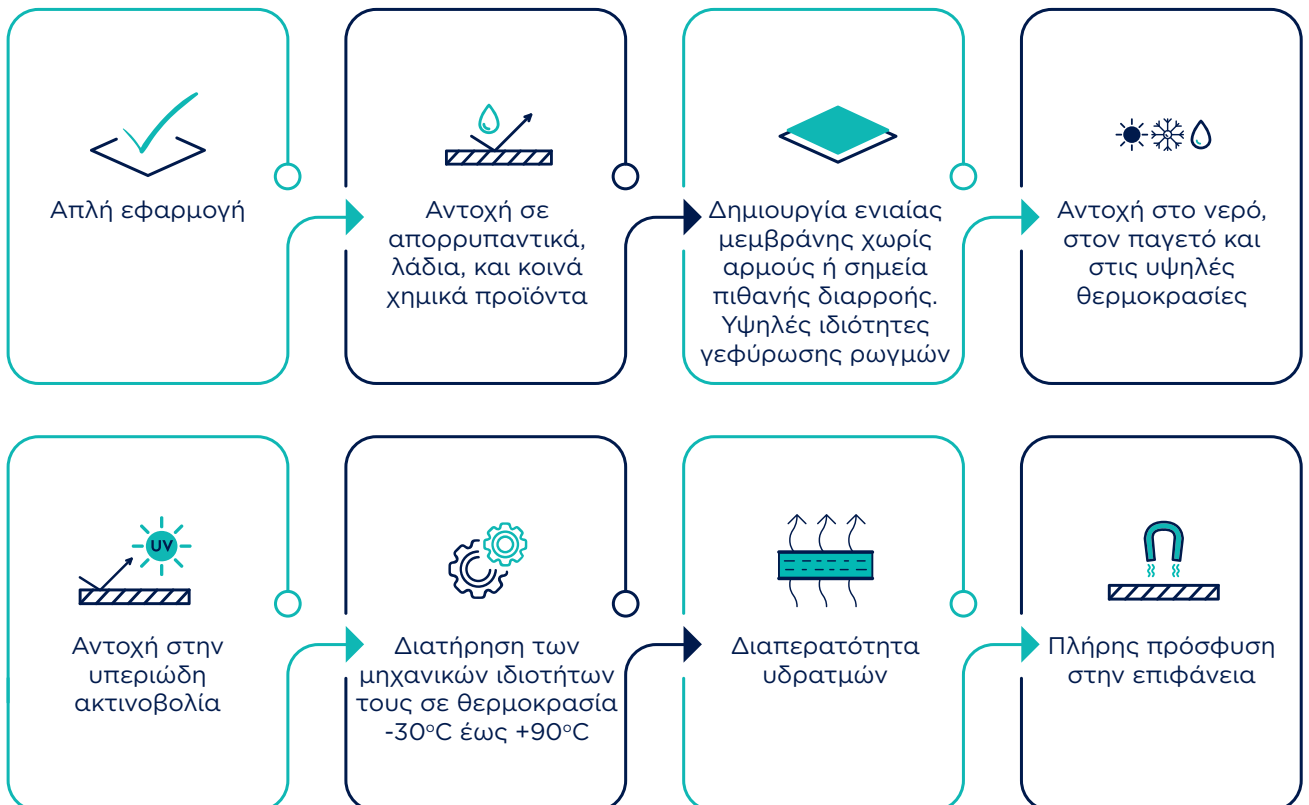 Απλή εφαρμογή
Αντοχή σε
απορρυπαντικά,
λάδια, και κοινά
χημικά προϊόντα
Δημιουργία ενιαίας
μεμβράνης χωρίς
αρμούς ή σημεία
πιθανής διαρροής.
Υψηλές ιδιότητες
γεφύρωσης ρωγμών
Αντοχή στο νερό,
στον παγετό και
στις υψηλές
θερμοκρασίες
UV
Αντοχή στην
υπεριώδη
ακτινοβολία
Διατήρηση των
μηχανικών ιδιοτήτων
τους σε θερμοκρασία
-30°C έως +90°C
Διαπερατότητα
υδρατμών
Πλήρης πρόσφυση
στην επιφάνεια